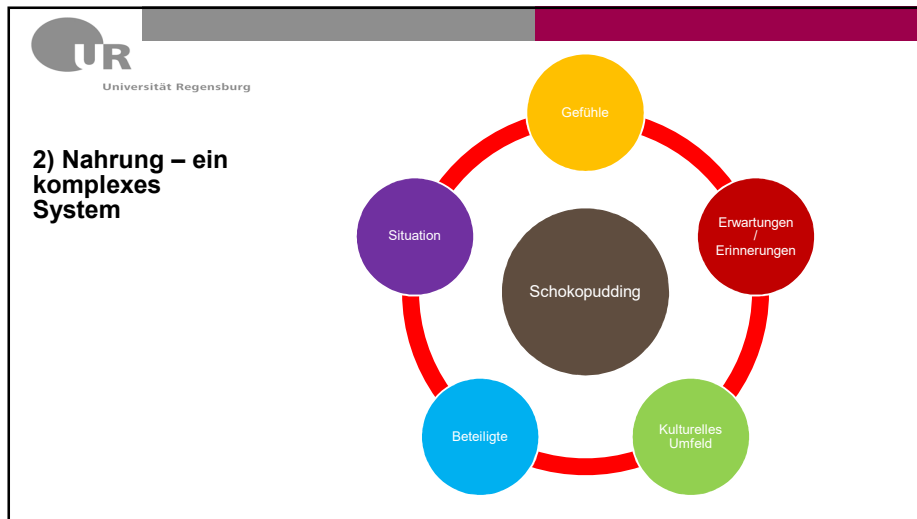 UR
Universität Regensburg
2) Nahrung – ein
komplexes
System
Gefühle
Erwartungen
/
Erinnerungen
Kulturelles
Umfeld
Beteiligte
Situation
Schokopudding